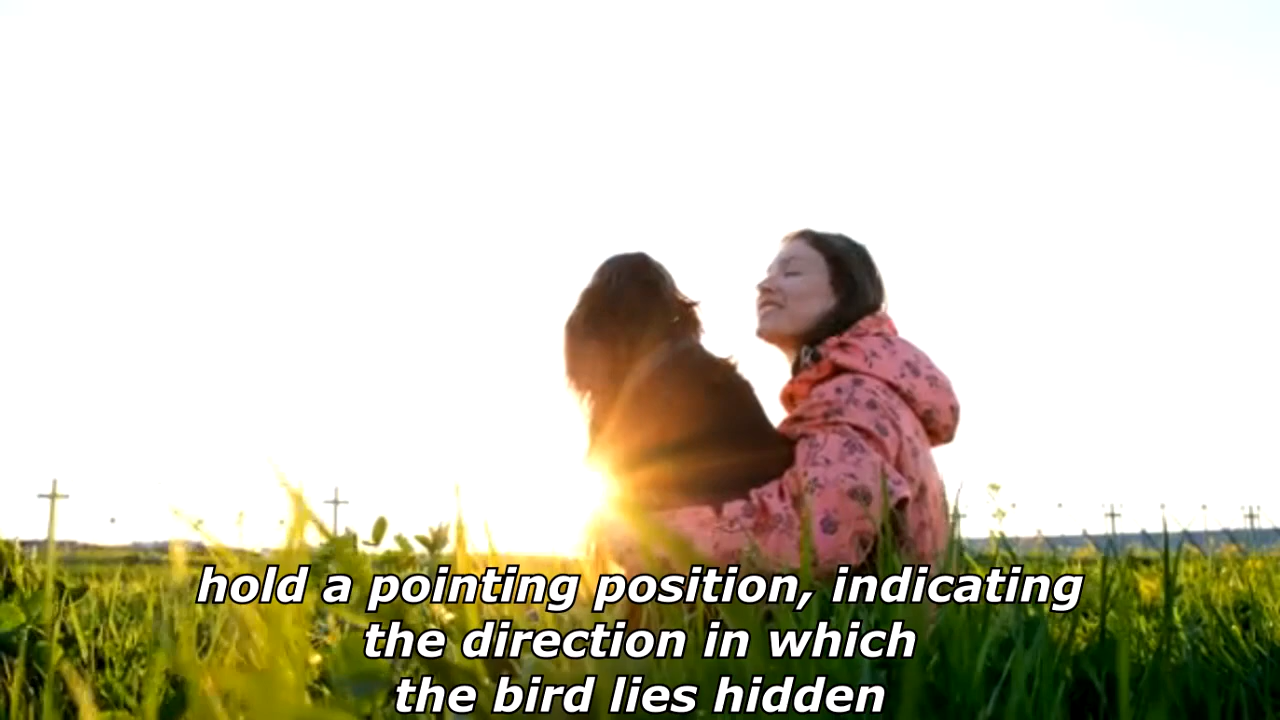 hold a pointing position, indicating
the direction in which
the bird lies hidden